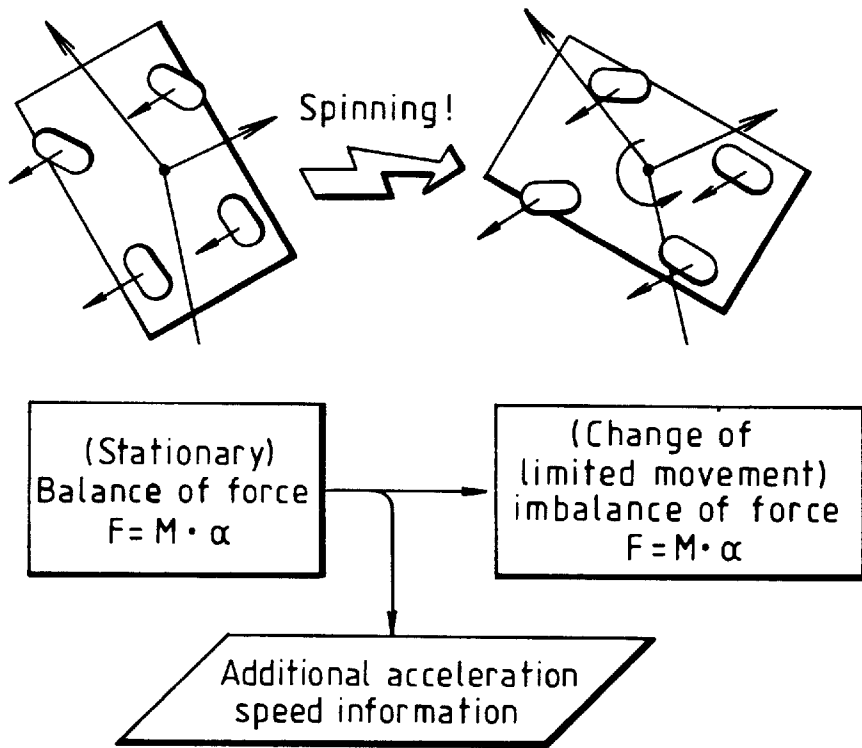 Spinning!
(Stationary)
Balance of force
F = M · α
(Change of
limited movement)
imbalance of force
F = M · α
Additional acceleration
speed information